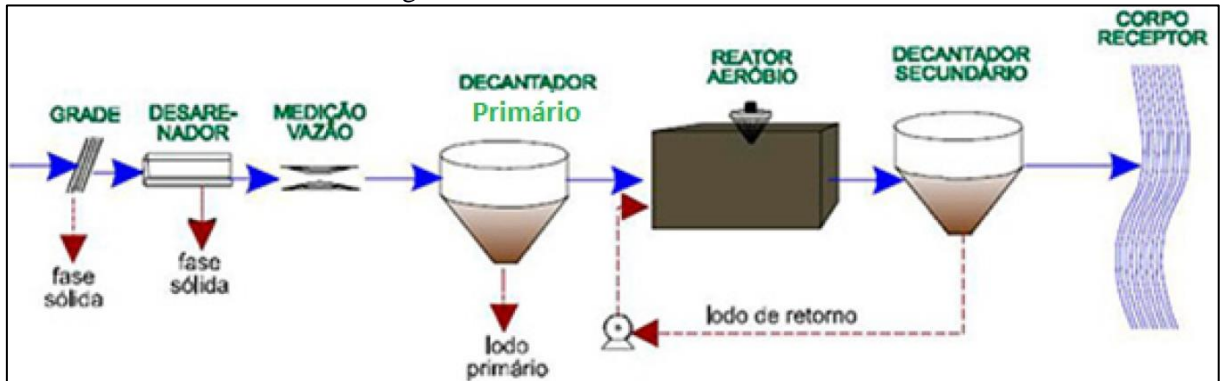 GRADE
DESARE-
NADOR
MEDIÇÃO
VAZÃO
DECANTADOR
Primário
REATOR
AERÓBIO
DECANTADOR
SECUNDÁRIO
CORPO
RECEPTOR
fase
sólida
fase
sólida
lodo
primário
lodo de retorno